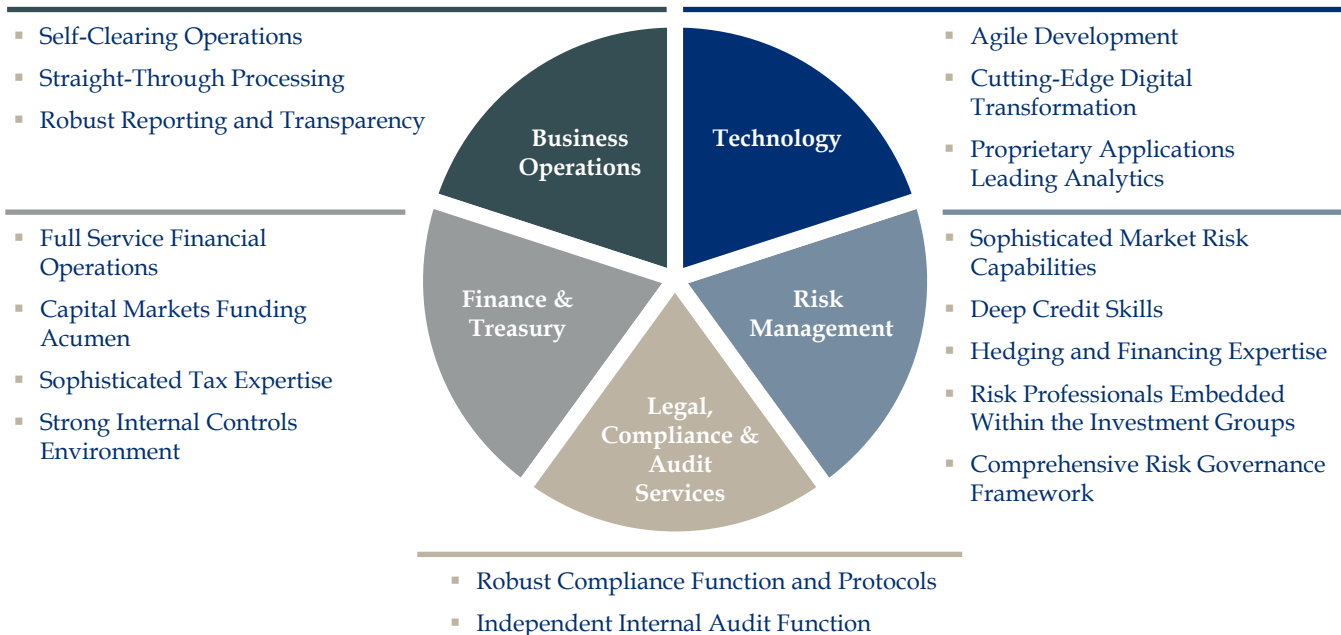 Self-Clearing Operations
Straight-Through Processing
Robust Reporting and Transparency
Business
Operations
Technology
Agile Development
Cutting-Edge Digital
Transformation
Proprietary Applications
Leading Analytics
Full Service Financial
Operations
Capital Markets Funding
Acumen
Sophisticated Tax Expertise
Strong Internal Controls
Environment
Finance &
Treasury
Risk
Management
Sophisticated Market Risk
Capabilities
Deep Credit Skills
Hedging and Financing Expertise
Risk Professionals Embedded
Within the Investment Groups
Comprehensive Risk Governance
Framework
Legal,
Compliance &
Audit
Services
Robust Compliance Function and Protocols
Independent Internal Audit Function